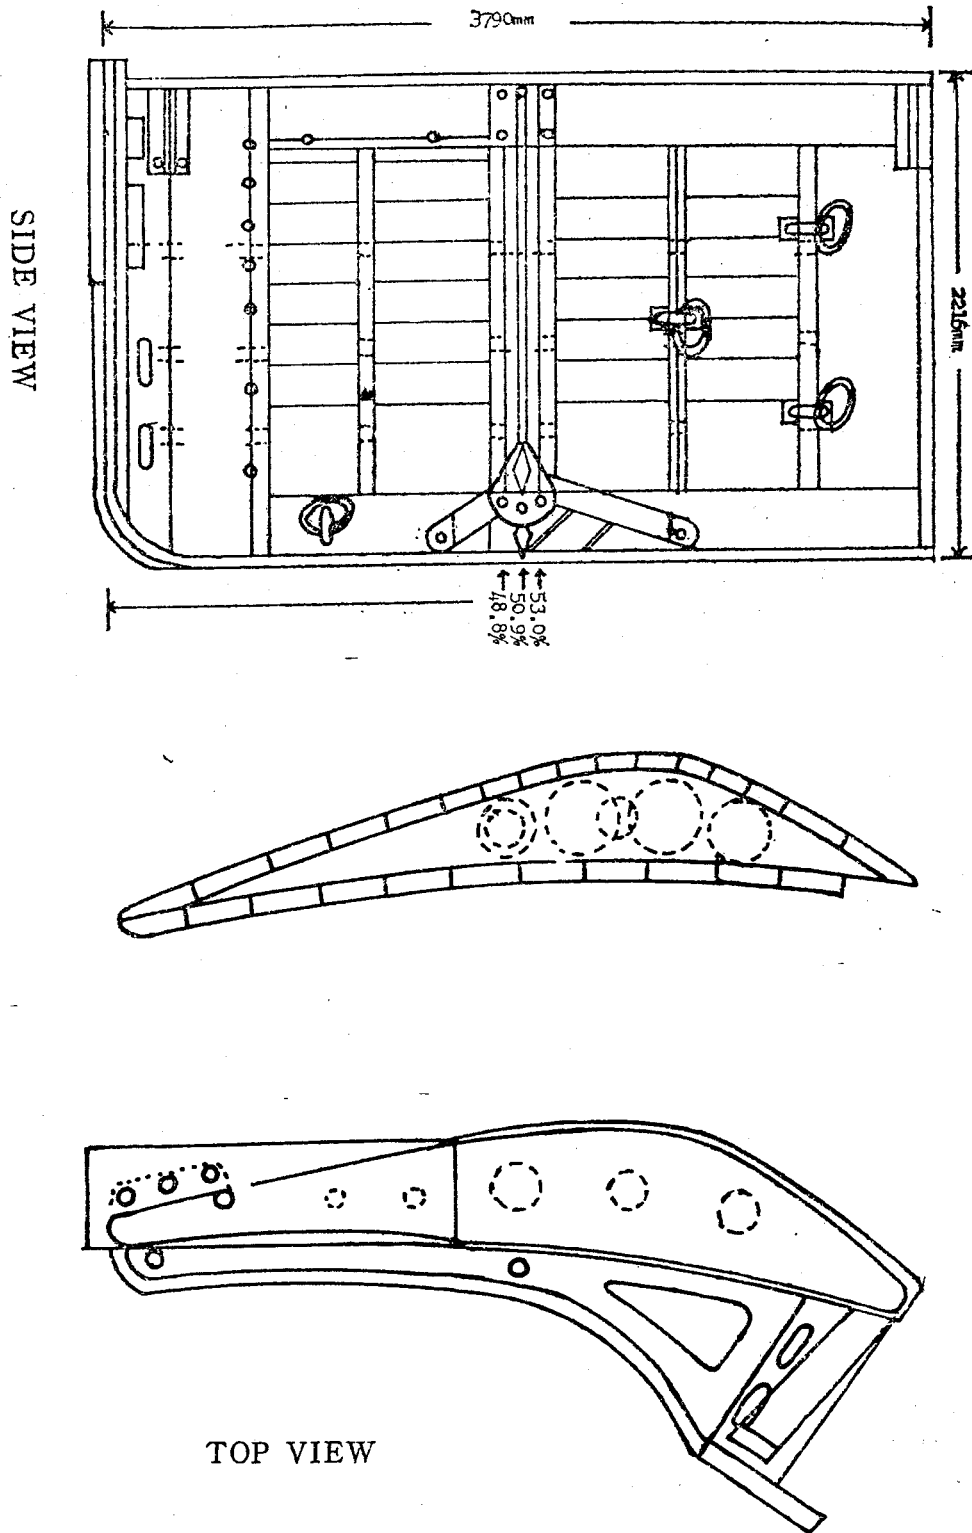 3790mm
2216mm
SIDE VIEW
←53.0%
←50.9%
←48.8%
TOP VIEW